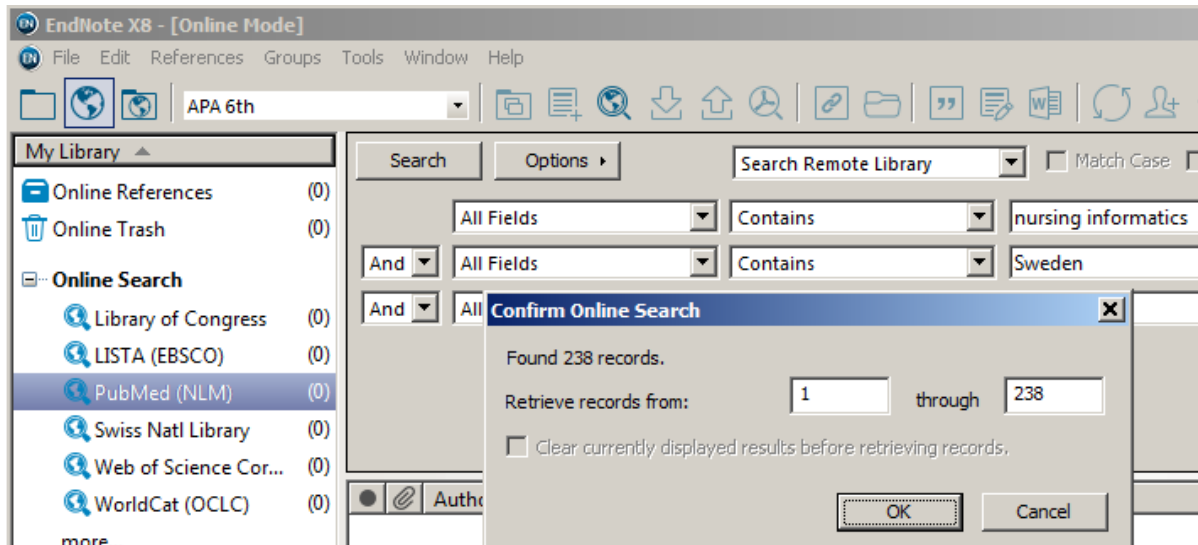 EndNote X8 - [Online Mode]
File Edit References Groups Tools Window Help
APA 6th
My Library
Online References (0)
Online Trash (0)
Online Search
Library of Congress (0)
LISTA (EBSCO) (0)
PubMed (NLM) (0)
Swiss Natl Library (0)
Web of Science Cor... (0)
WorldCat (OCLC) (0)
more
Search Options Search Remote Library Match Case
All Fields Contains nursing informatics
And All Fields Contains Sweden
And All
Confirm Online Search
Found 238 records.
Retrieve records from: 1 through 238
Clear currently displayed results before retrieving records.
OK Cancel